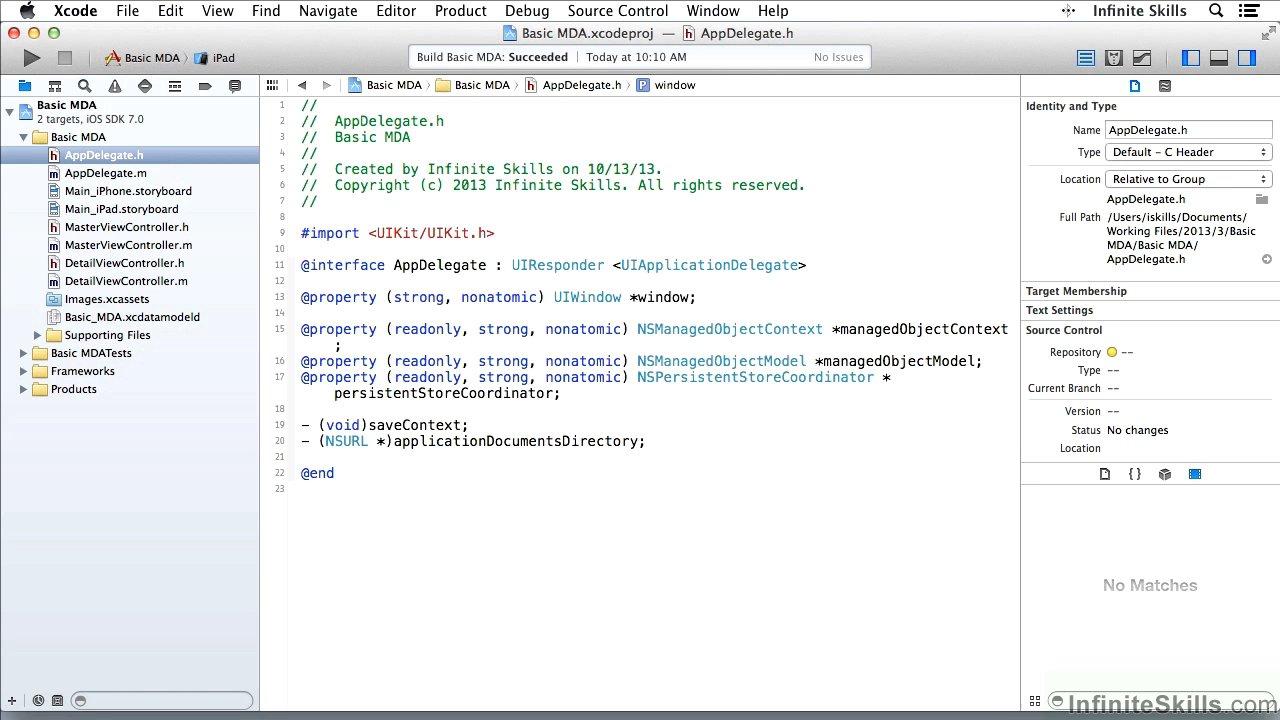 Xcode File Edit View Find Navigate Editor Product Debug Source Control Window Help Infinite Skills
Basic MDA.xcodeproj — AppDelegate.h
Basic MDA iPad
Build Basic MDA: Succeeded Today at 10:10 AM No Issues
Basic MDA Basic MDA AppDelegate.h P window
Basic MDA
2 targets, iOS SDK 7.0
Basic MDA
h AppDelegate.h
m AppDelegate.m
Main_iPhone.storyboard
Main_iPad.storyboard
h MasterViewController.h
m MasterViewController.m
h DetailViewController.h
m DetailViewController.m
Images.xcassets
Basic_MDA.xcdatamodeld
Supporting Files
Basic MDATests
Frameworks
Products
1 //
2 // AppDelegate.h
3 // Basic MDA
4 //
5 // Created by Infinite Skills on 10/13/13.
6 // Copyright (c) 2013 Infinite Skills. All rights reserved.
7 //
8
9 #import <UIKit/UIKit.h>
10
11 @interface AppDelegate : UIResponder <UIApplicationDelegate>
12
13 @property (strong, nonatomic) UIWindow *window;
14
15 @property (readonly, strong, nonatomic) NSManagedObjectContext *managedObjectContext
;
16 @property (readonly, strong, nonatomic) NSManagedObjectModel *managedObjectModel;
17 @property (readonly, strong, nonatomic) NSPersistentStoreCoordinator *
persistentStoreCoordinator;
18
19 - (void)saveContext;
20 - (NSURL *)applicationDocumentsDirectory;
21
22 @end
23
Identity and Type
Name AppDelegate.h
Type Default - C Header
Location Relative to Group
AppDelegate.h
Full Path /Users/iskills/Documents/
Working Files/2013/3/Basic
MDA/Basic MDA/
AppDelegate.h
Target Membership
Text Settings
Source Control
Repository --
Type --
Current Branch --
Version --
Status No changes
Location
{ }
No Matches
InfiniteSkills.com